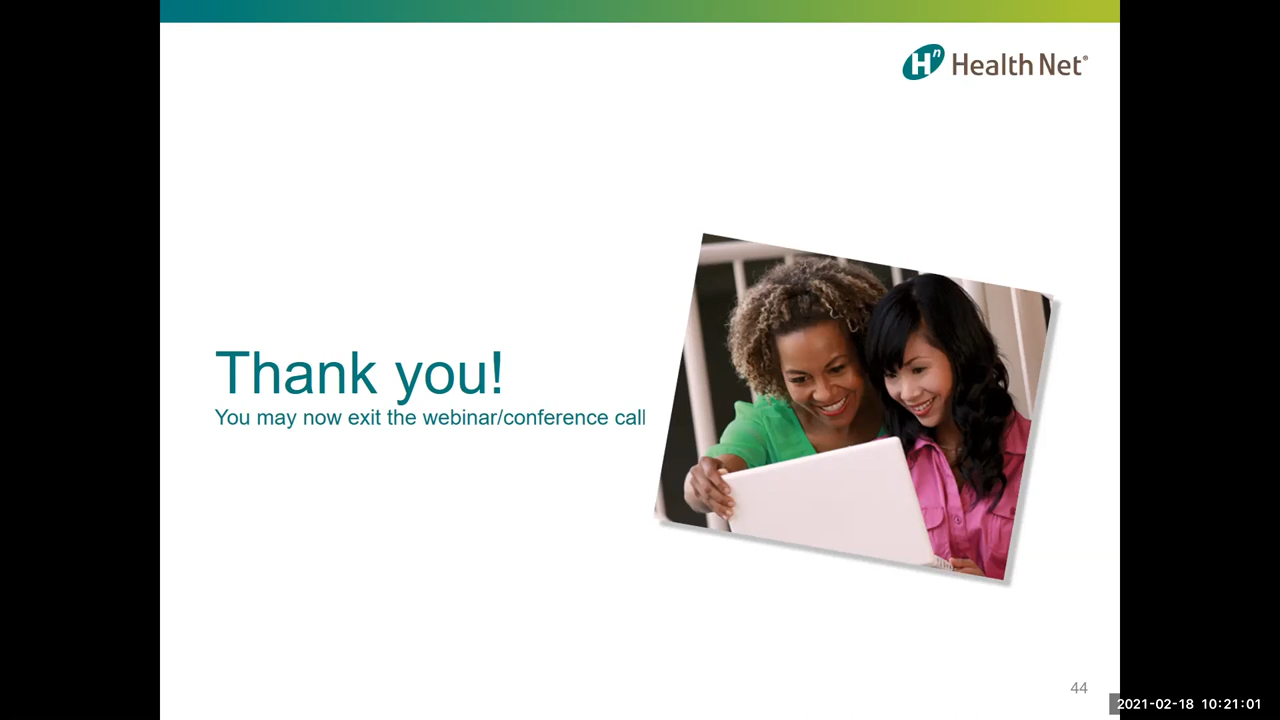 Hn Health Net®
Thank you!
You may now exit the webinar/conference call
44
2021-02-18 10:21:01